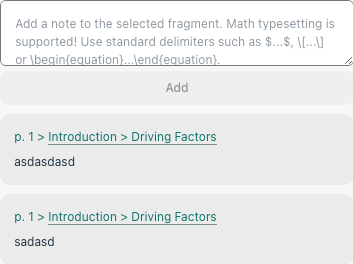 Add a note to the selected fragment. Math typesetting is
supported! Use standard delimiters such as $...$, \[...\]
or \begin{equation}...\end{equation}.
Add
p. 1 > Introduction > Driving Factors
asdasdasd
p. 1 > Introduction > Driving Factors
sadasd